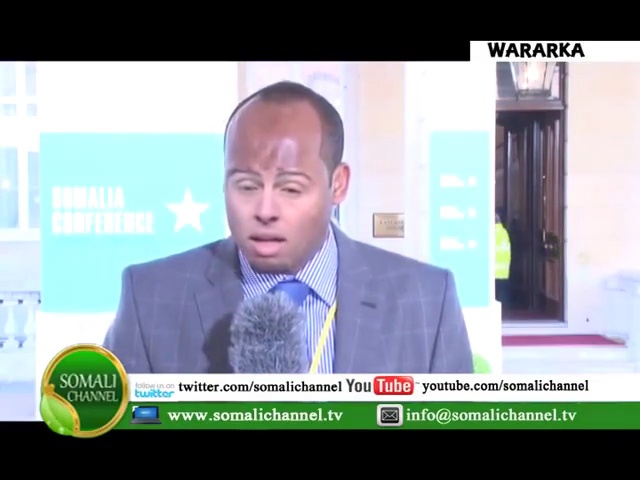 WARARKA
SOMALIA
CONFERENCE
SOMALI
CHANNEL
follow us on
twitter
twitter.com/somalichannel
YouTube
youtube.com/somalichannel
www.somalichannel.tv
info@somalichannel.tv